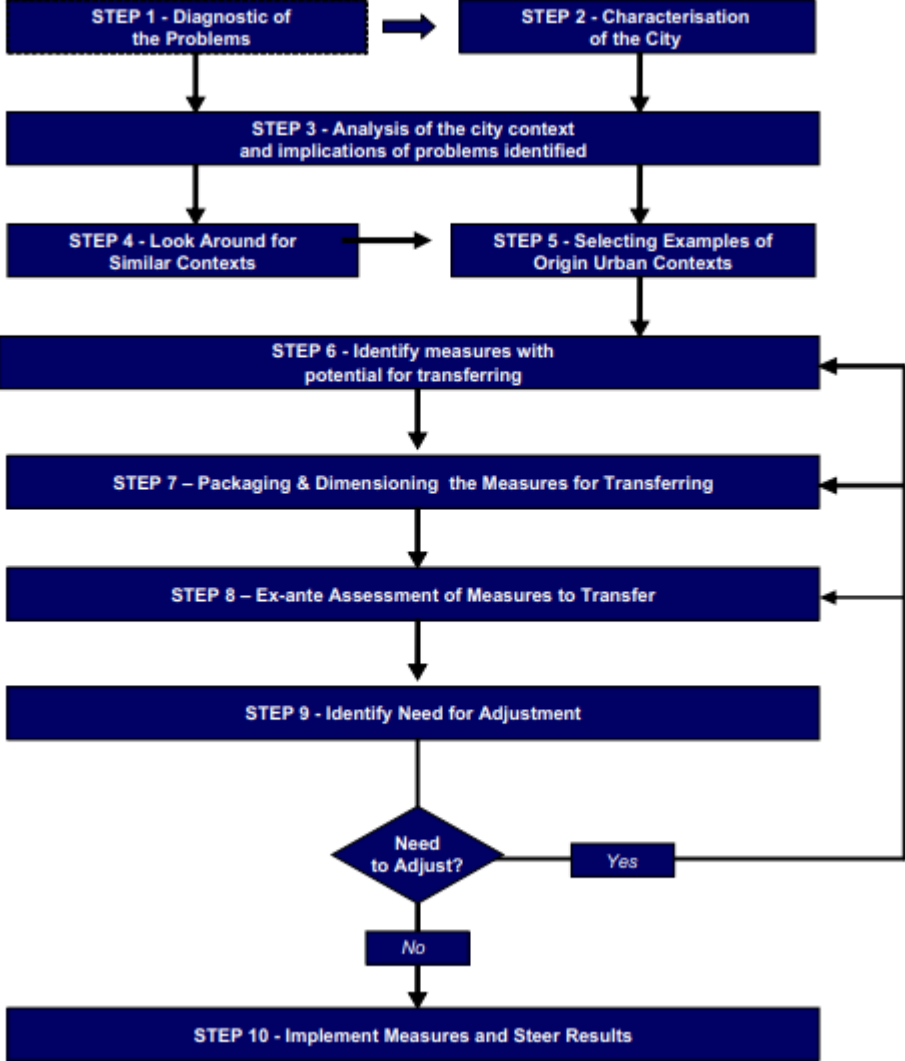 STEP 1 - Diagnostic of
the Problems
STEP 2 - Characterisation
of the City
STEP 3 - Analysis of the city context
and implications of problems identified
STEP 4 - Look Around for
Similar Contexts
STEP 5 - Selecting Examples of
Origin Urban Contexts
STEP 6 - Identify measures with
potential for transferring
STEP 7 – Packaging & Dimensioning the Measures for Transferring
STEP 8 – Ex-ante Assessment of Measures to Transfer
STEP 9 - Identify Need for Adjustment
Need
to Adjust?
Yes
No
STEP 10 - Implement Measures and Steer Results